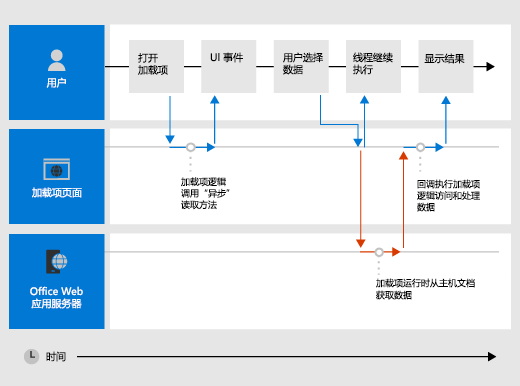 打开
加载项
UI 事件
用户选择
数据
线程继续
执行
显示结果
用户
加载项页面
加载项逻辑
调用“异步”
读取方法
回调执行加载项
逻辑访问和处理
数据
Office Web
应用服务器
加载项运行时从主机文档
获取数据
时间